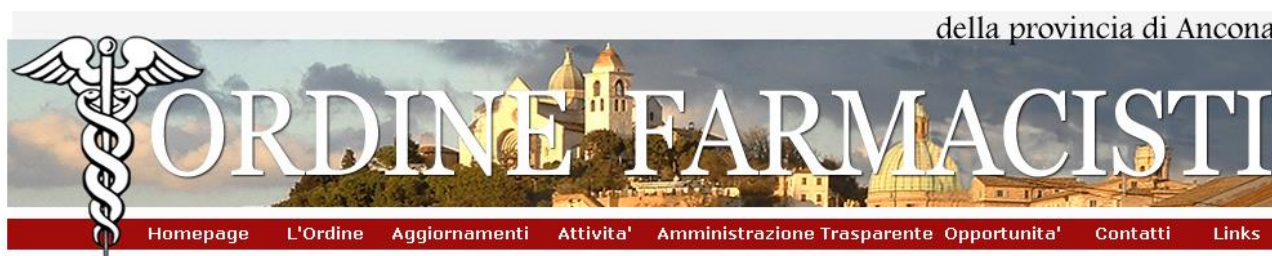 della provincia di Ancona
ORDINE FARMACISTI
Homepage L'Ordine Aggiornamenti Attivita' Amministrazione Trasparente Opportunita' Contatti Links